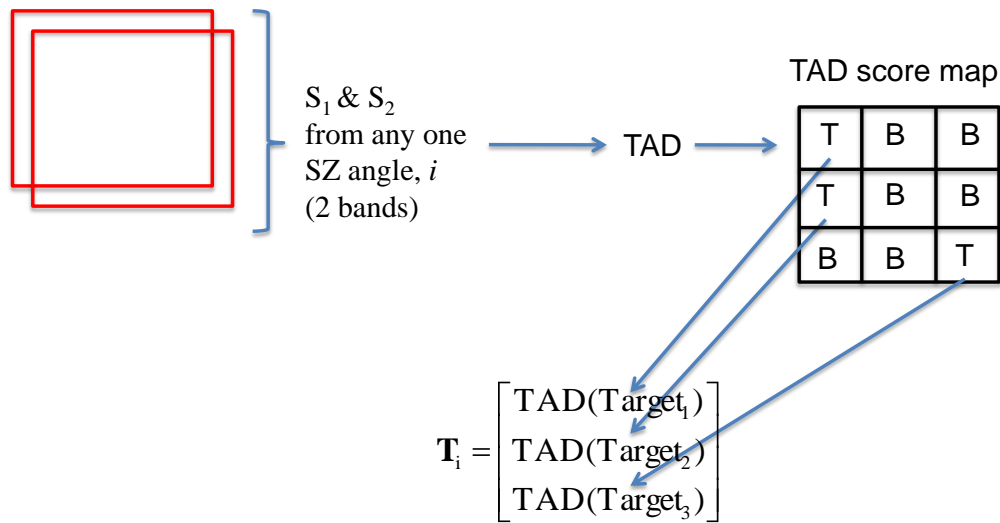 S₁ & S₂
from any one
SZ angle, i
(2 bands)
TAD
TAD score map
T B B
T B B
B B T
Tᵢ = [TAD(Target₁)
TAD(Target₂)
TAD(Target₃)]